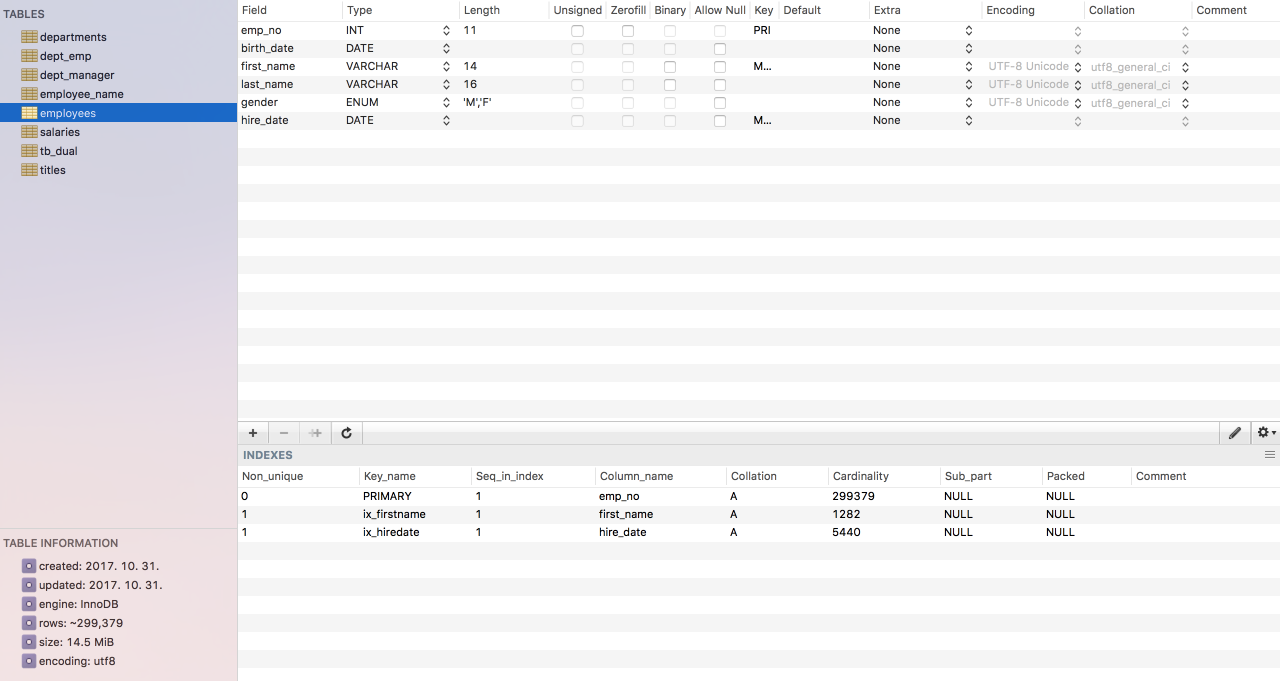 TABLES
departments
dept_emp
dept_manager
employee_name
employees
salaries
tb_dual
titles
TABLE INFORMATION
created: 2017. 10. 31.
updated: 2017. 10. 31.
engine: InnoDB
rows: ~299,379
size: 14.5 MiB
encoding: utf8
Field Type Length Unsigned Zerofill Binary Allow Null Key Default Extra Encoding Collation Comment
emp_no INT 11 PRI None
birth_date DATE None
first_name VARCHAR 14 M... None UTF-8 Unicode utf8_general_ci
last_name VARCHAR 16 None UTF-8 Unicode utf8_general_ci
gender ENUM 'M','F' None UTF-8 Unicode utf8_general_ci
hire_date DATE M... None
INDEXES
Non_unique Key_name Seq_in_index Column_name Collation Cardinality Sub_part Packed Comment
0 PRIMARY 1 emp_no A 299379 NULL NULL
1 ix_firstname 1 first_name A 1282 NULL NULL
1 ix_hiredate 1 hire_date A 5440 NULL NULL